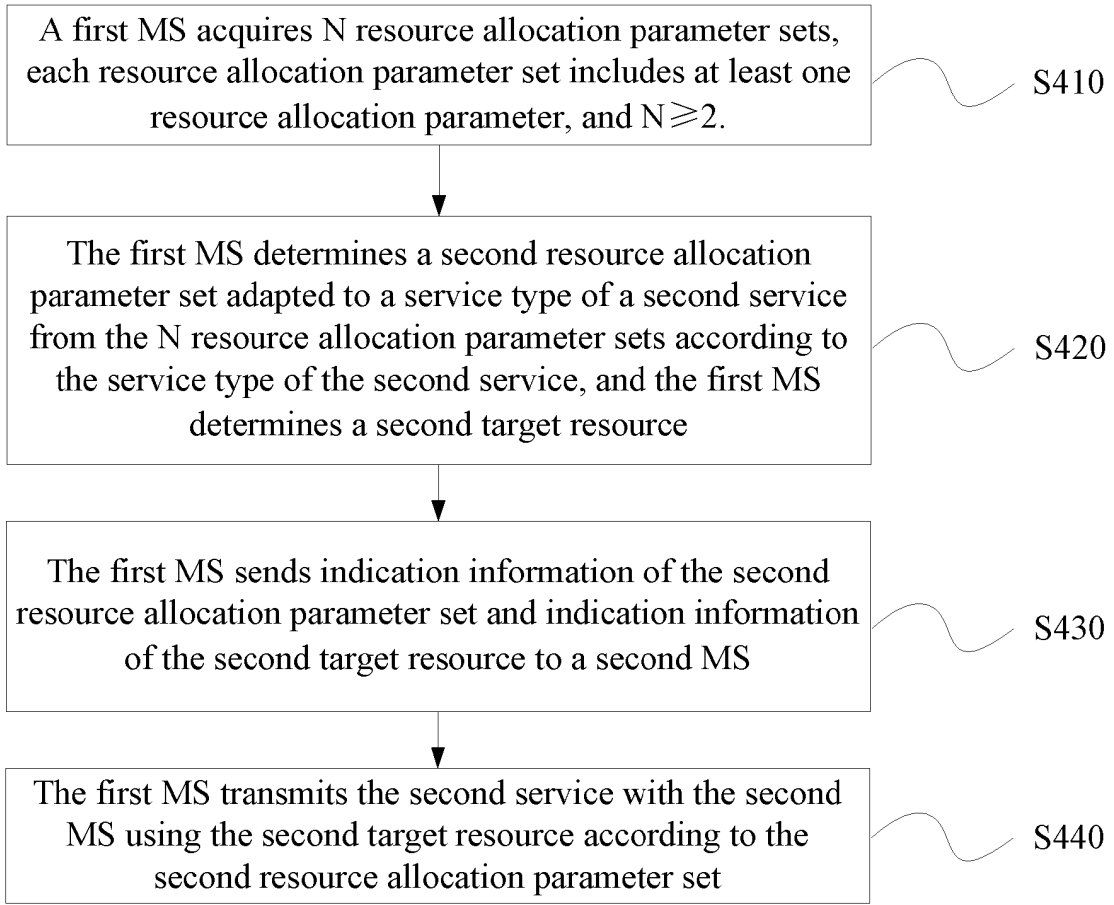 A first MS acquires N resource allocation parameter sets,
each resource allocation parameter set includes at least one
resource allocation parameter, and N⩾2.
S410
The first MS determines a second resource allocation
parameter set adapted to a service type of a second service
from the N resource allocation parameter sets according to
the service type of the second service, and the first MS
determines a second target resource
S420
The first MS sends indication information of the second
resource allocation parameter set and indication information
of the second target resource to a second MS
S430
The first MS transmits the second service with the second
MS using the second target resource according to the
second resource allocation parameter set
S440